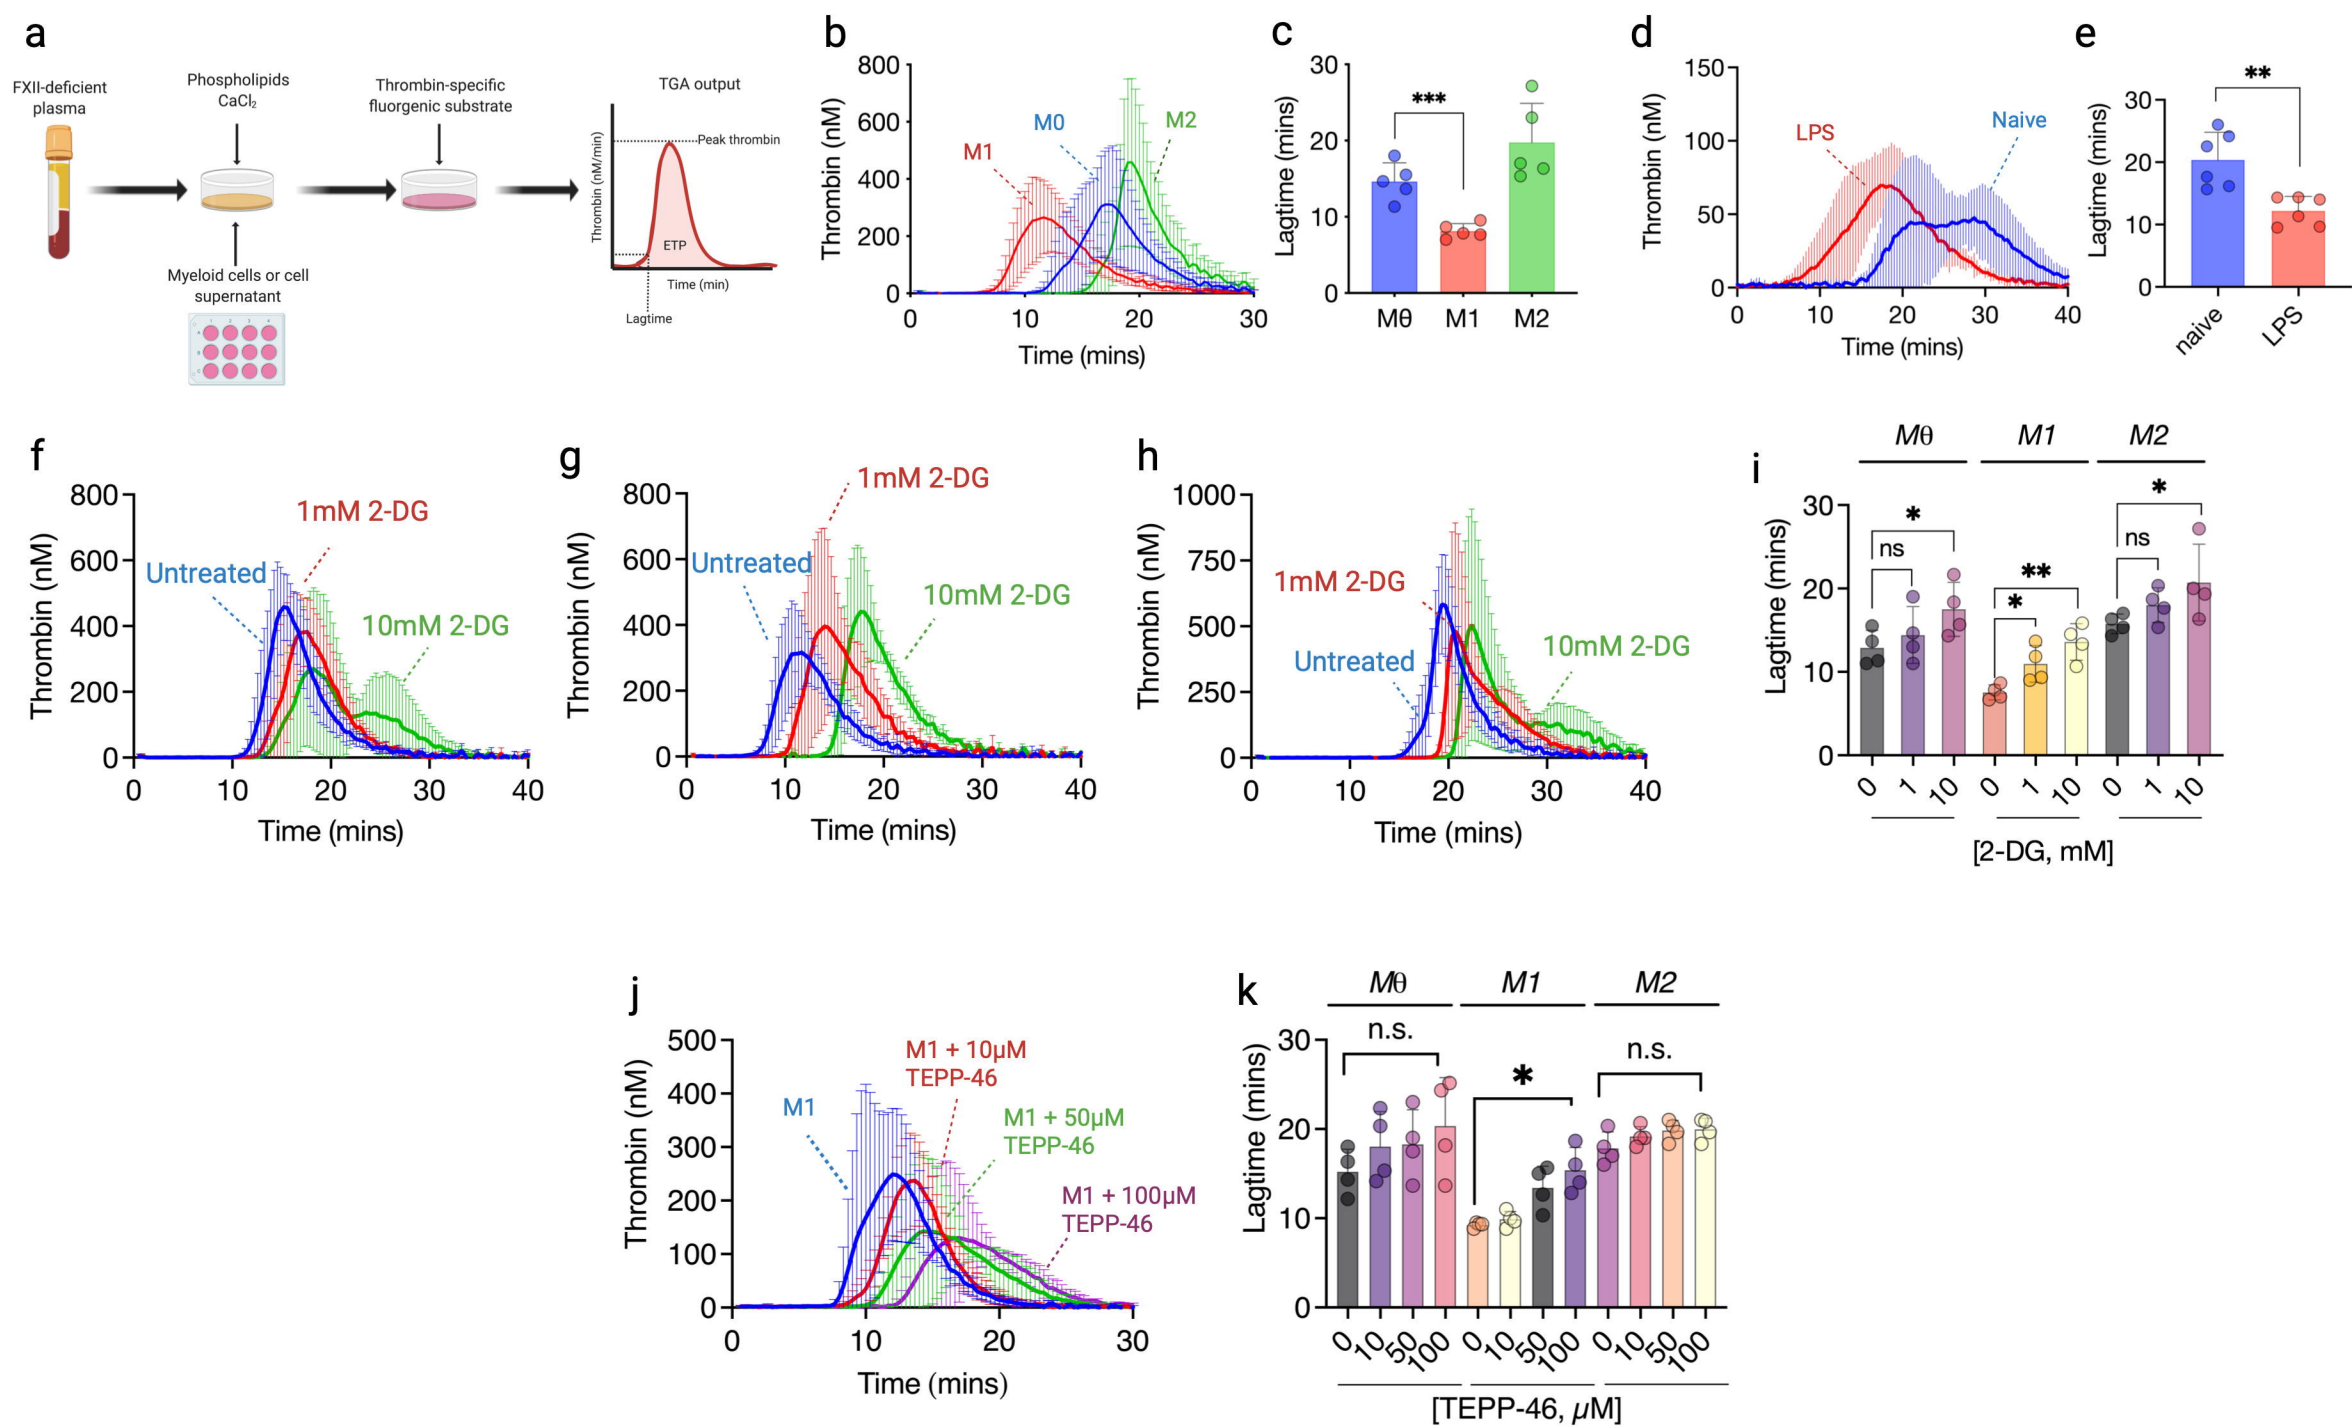 a
FXII-deficient
plasma
Phospholipids
CaCl₂
Thrombin-specific
fluorgenic substrate
Myeloid cells or cell
supernatant
TGA output
Thrombin (nM/min)
Peak thrombin
ETP
Time (min)
Lagtime
b
Thrombin (nM)
800
600
400
200
0
M1
M0
M2
0 10 20 30
Time (mins)
c
Lagtime (mins)
30
20
10
0
***
Mθ M1 M2
d
Thrombin (nM)
150
100
50
0
LPS
Naive
0 10 20 30 40
Time (mins)
e
Lagtime (mins)
30
20
10
0
**
naive LPS
f
Thrombin (nM)
800
600
400
200
0
Untreated
1mM 2-DG
10mM 2-DG
0 10 20 30 40
Time (mins)
g
Thrombin (nM)
800
600
400
200
0
Untreated
1mM 2-DG
10mM 2-DG
0 10 20 30 40
Time (mins)
h
Thrombin (nM)
1000
750
500
250
0
1mM 2-DG
Untreated
10mM 2-DG
0 10 20 30 40
Time (mins)
i
Mθ M1 M2
Lagtime (mins)
30
20
10
0
ns
*
*
**
ns
*
0 1 10 0 1 10 0 1 10
[2-DG, mM]
j
Thrombin (nM)
500
400
300
200
100
0
M1
M1 + 10µM
TEPP-46
M1 + 50µM
TEPP-46
M1 + 100µM
TEPP-46
0 10 20 30
Time (mins)
k
Mθ M1 M2
Lagtime (mins)
30
20
10
0
n.s.
*
n.s.
0 10 50 100 0 10 50 100 0 10 50 100
[TEPP-46, µM]